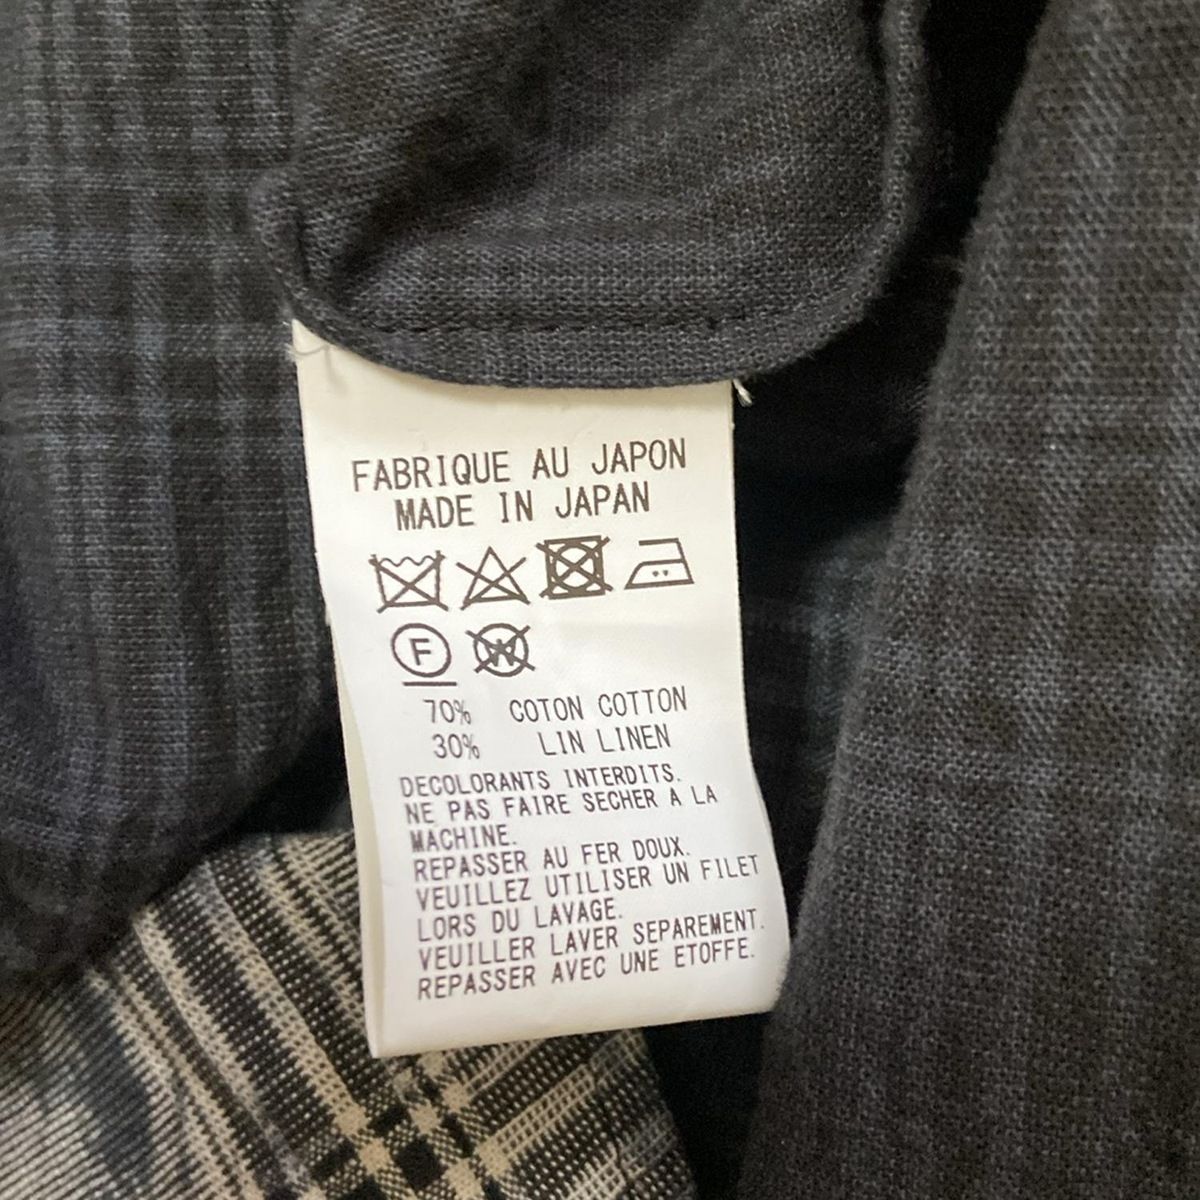 FABRIQUE AU JAPON
MADE IN JAPAN
F W
70% COTON COTTON
30% LIN LINEN
DECOLORANTS INTERDITS.
NE PAS FAIRE SECHER A LA
MACHINE.
REPASSER AU FER DOUX.
VEUILLEZ UTILISER UN FILET
LORS DU LAVAGE.
VEUILLER LAVER SEPAREMENT.
REPASSER AVEC UNE ETOFFE.